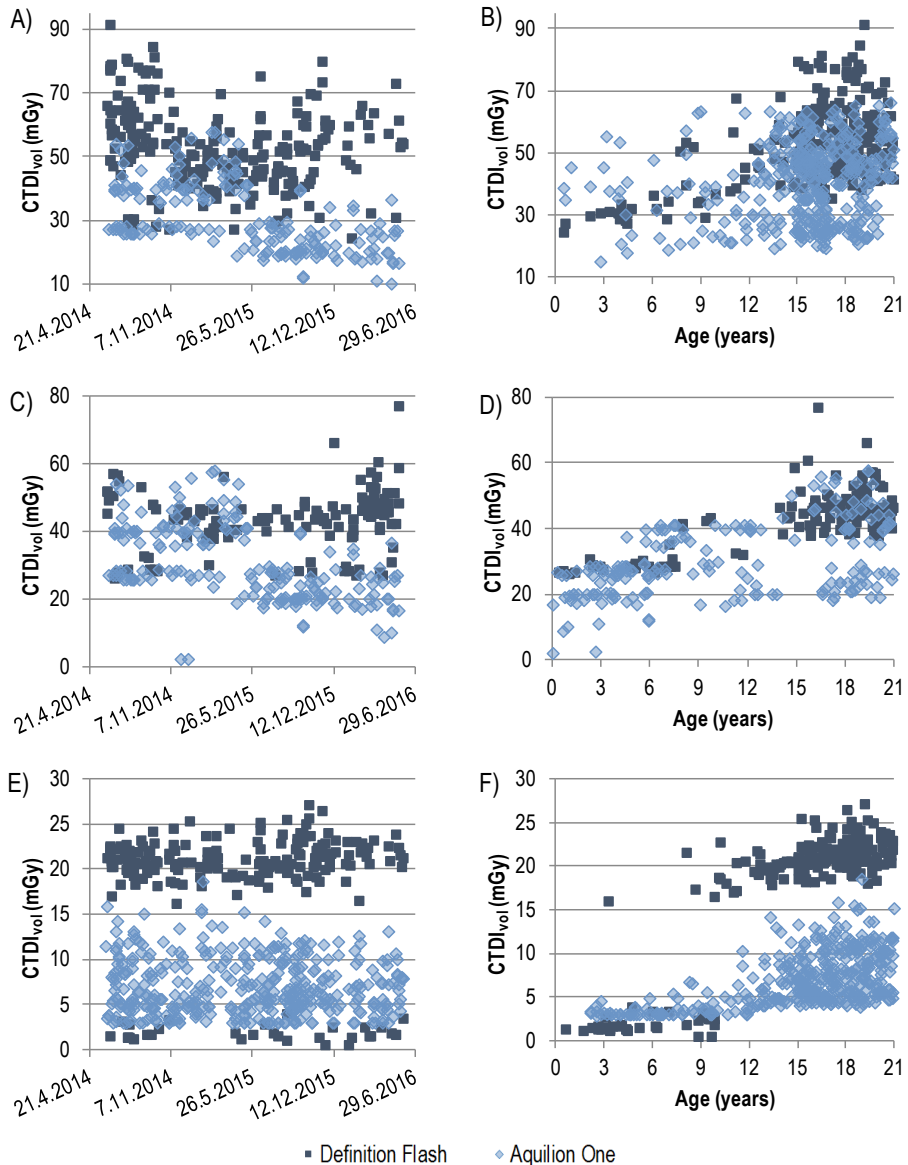 A)
B)
CTDIvol (mGy)
90
70
50
30
10
21.4.2014
7.11.2014
26.5.2015
12.12.2015
29.6.2016
CTDIvol (mGy)
90
70
50
30
10
0 3 6 9 12 15 18 21
Age (years)
C)
D)
CTDIvol (mGy)
80
60
40
20
0
21.4.2014
7.11.2014
26.5.2015
12.12.2015
29.6.2016
CTDIvol (mGy)
80
60
40
20
0
0 3 6 9 12 15 18 21
Age (years)
E)
F)
CTDIvol (mGy)
30
25
20
15
10
5
0
21.4.2014
7.11.2014
26.5.2015
12.12.2015
29.6.2016
CTDIvol (mGy)
30
25
20
15
10
5
0
0 3 6 9 12 15 18 21
Age (years)
Definition Flash Aquilion One